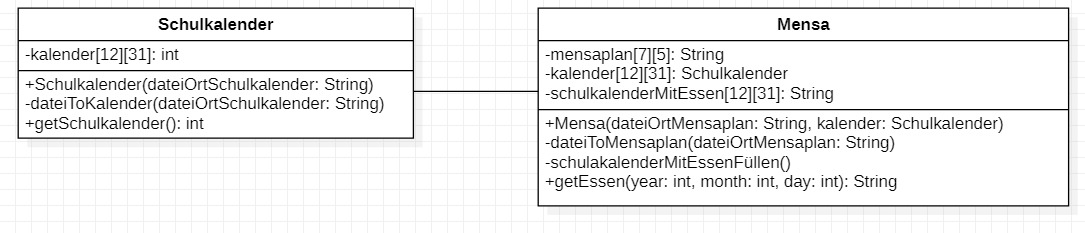 Schulkalender
-kalender[12][31]: int
+Schulkalender(dateiOrtSchulkalender: String)
-dateiToKalender(dateiOrtSchulkalender: String)
+getSchulkalender(): int
Mensa
-mensaplan[7][5]: String
-kalender[12][31]: Schulkalender
-schulkalenderMitEssen[12][31]: String
+Mensa(dateiOrtMensaplan: String, kalender: Schulkalender)
-dateiToMensaplan(dateiOrtMensaplan: String)
-schulakalenderMitEssenFüllen()
+getEssen(year: int, month: int, day: int): String